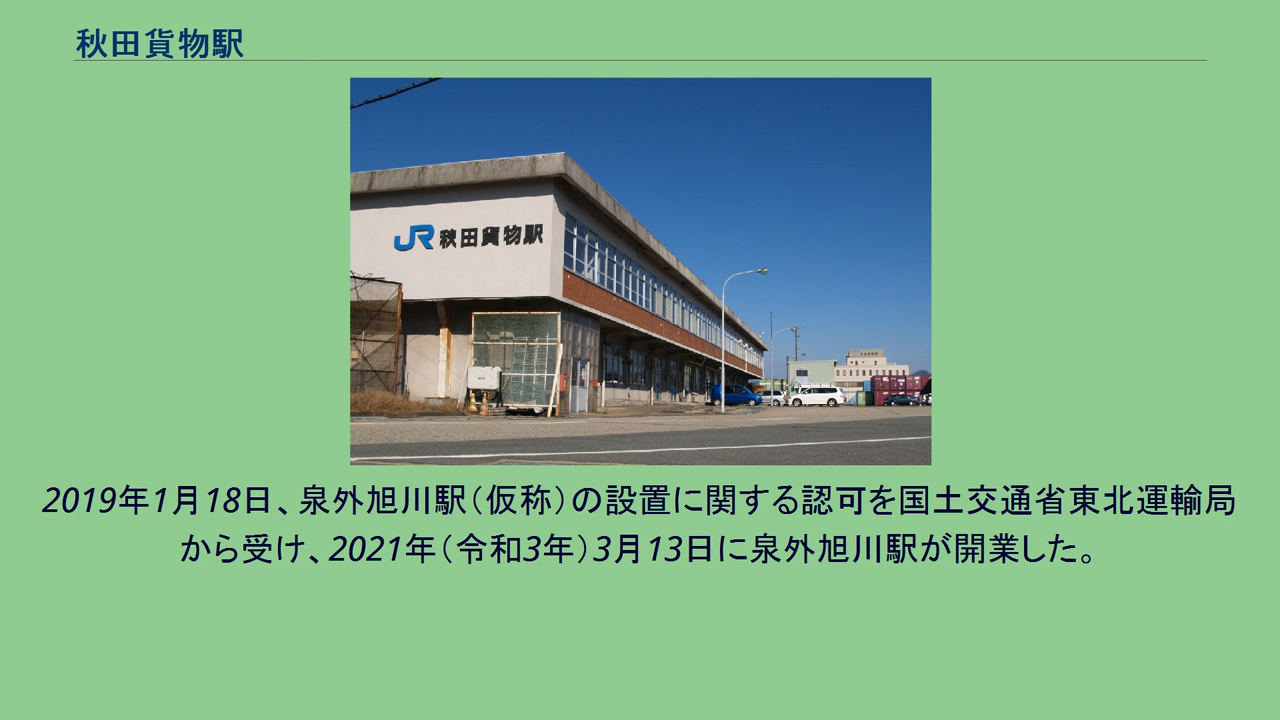 秋田貨物駅
JR秋田貨物駅
2019年1月18日、泉外旭川駅（仮称）の設置に関する認可を国土交通省東北運輸局
から受け、2021年（令和3年）3月13日に泉外旭川駅が開業した。